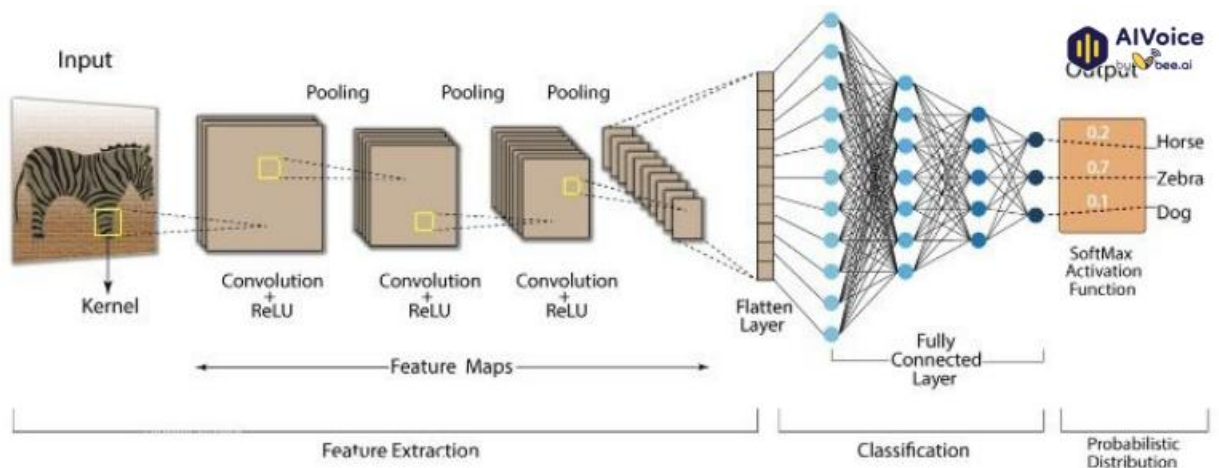 Input
Pooling
Pooling
Pooling
AIVoice
by bee.ai
Output
0.2
Horse
0.7
Zebra
0.1
Dog
Kernel
Convolution
+
ReLU
Convolution
+
ReLU
Convolution
+
ReLU
Flatten
Layer
SoftMax
Activation
Function
Feature Maps
Fully
Connected
Layer
Feature Extraction
Classification
Probabilistic
Distribution